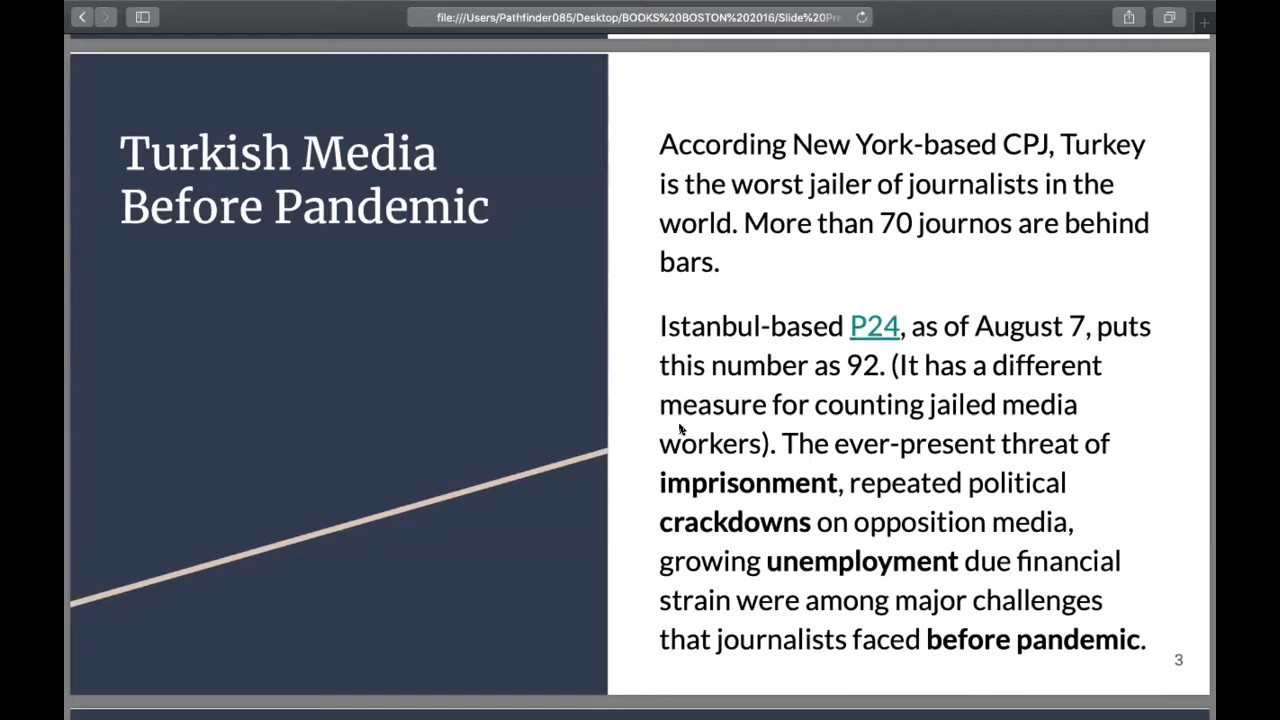 file:///Users/Pathfinder085/Desktop/BOOKS%20BOSTON%202016/Slide%20Pr
Turkish Media
Before Pandemic
According New York-based CPJ, Turkey
is the worst jailer of journalists in the
world. More than 70 journos are behind
bars.
Istanbul-based P24, as of August 7, puts
this number as 92. (It has a different
measure for counting jailed media
workers). The ever-present threat of
imprisonment, repeated political
crackdowns on opposition media,
growing unemployment due financial
strain were among major challenges
that journalists faced before pandemic.
3